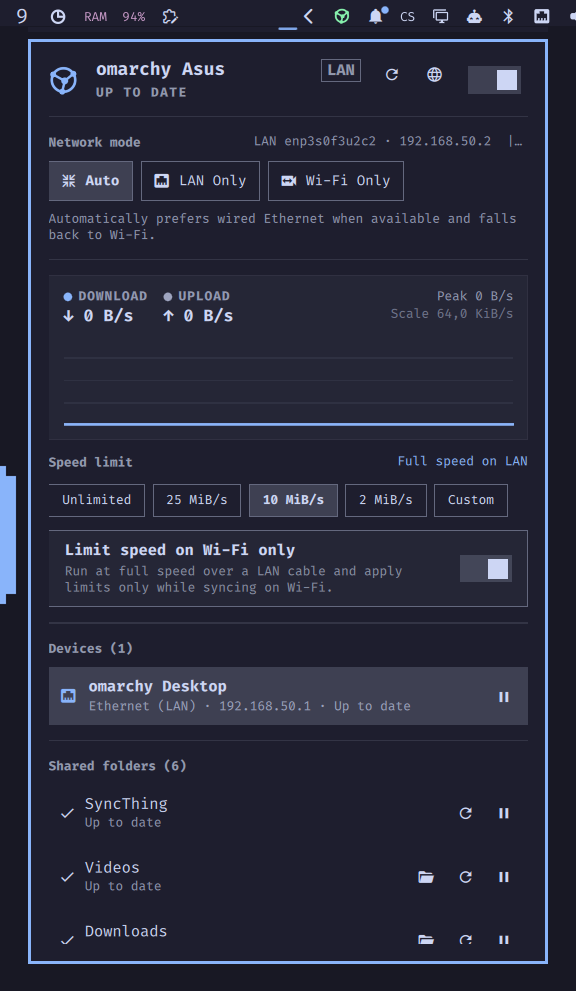 9 RAM 94% CS
omarchy Asus
UP TO DATE
LAN
Network mode
LAN enp3s0f3u2c2 · 192.168.50.2 |…
Auto
LAN Only
Wi-Fi Only
Automatically prefers wired Ethernet when available and falls
back to Wi-Fi.
DOWNLOAD UPLOAD
↓ 0 B/s ↑ 0 B/s
Peak 0 B/s
Scale 64,0 KiB/s
Speed limit
Full speed on LAN
Unlimited
25 MiB/s
10 MiB/s
2 MiB/s
Custom
Limit speed on Wi-Fi only
Run at full speed over a LAN cable and apply
limits only while syncing on Wi-Fi.
Devices (1)
omarchy Desktop
Ethernet (LAN) · 192.168.50.1 · Up to date
Shared folders (6)
SyncThing
Up to date
Videos
Up to date
Downloads